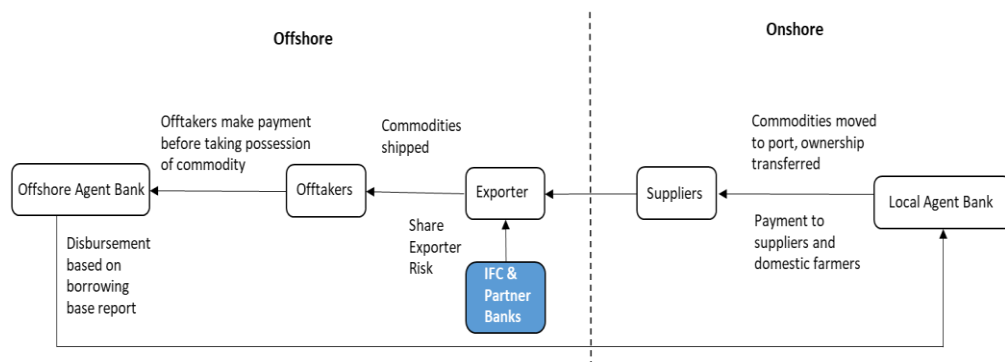 Offshore
Onshore
Offtakers make payment
before taking possession
of commodity
Commodities
shipped
Commodities moved
to port, ownership
transferred
Offshore Agent Bank
Offtakers
Exporter
Suppliers
Local Agent Bank
Disbursement
based on
borrowing
base report
Share
Exporter
Risk
IFC &
Partner
Banks
Payment to
suppliers and
domestic farmers